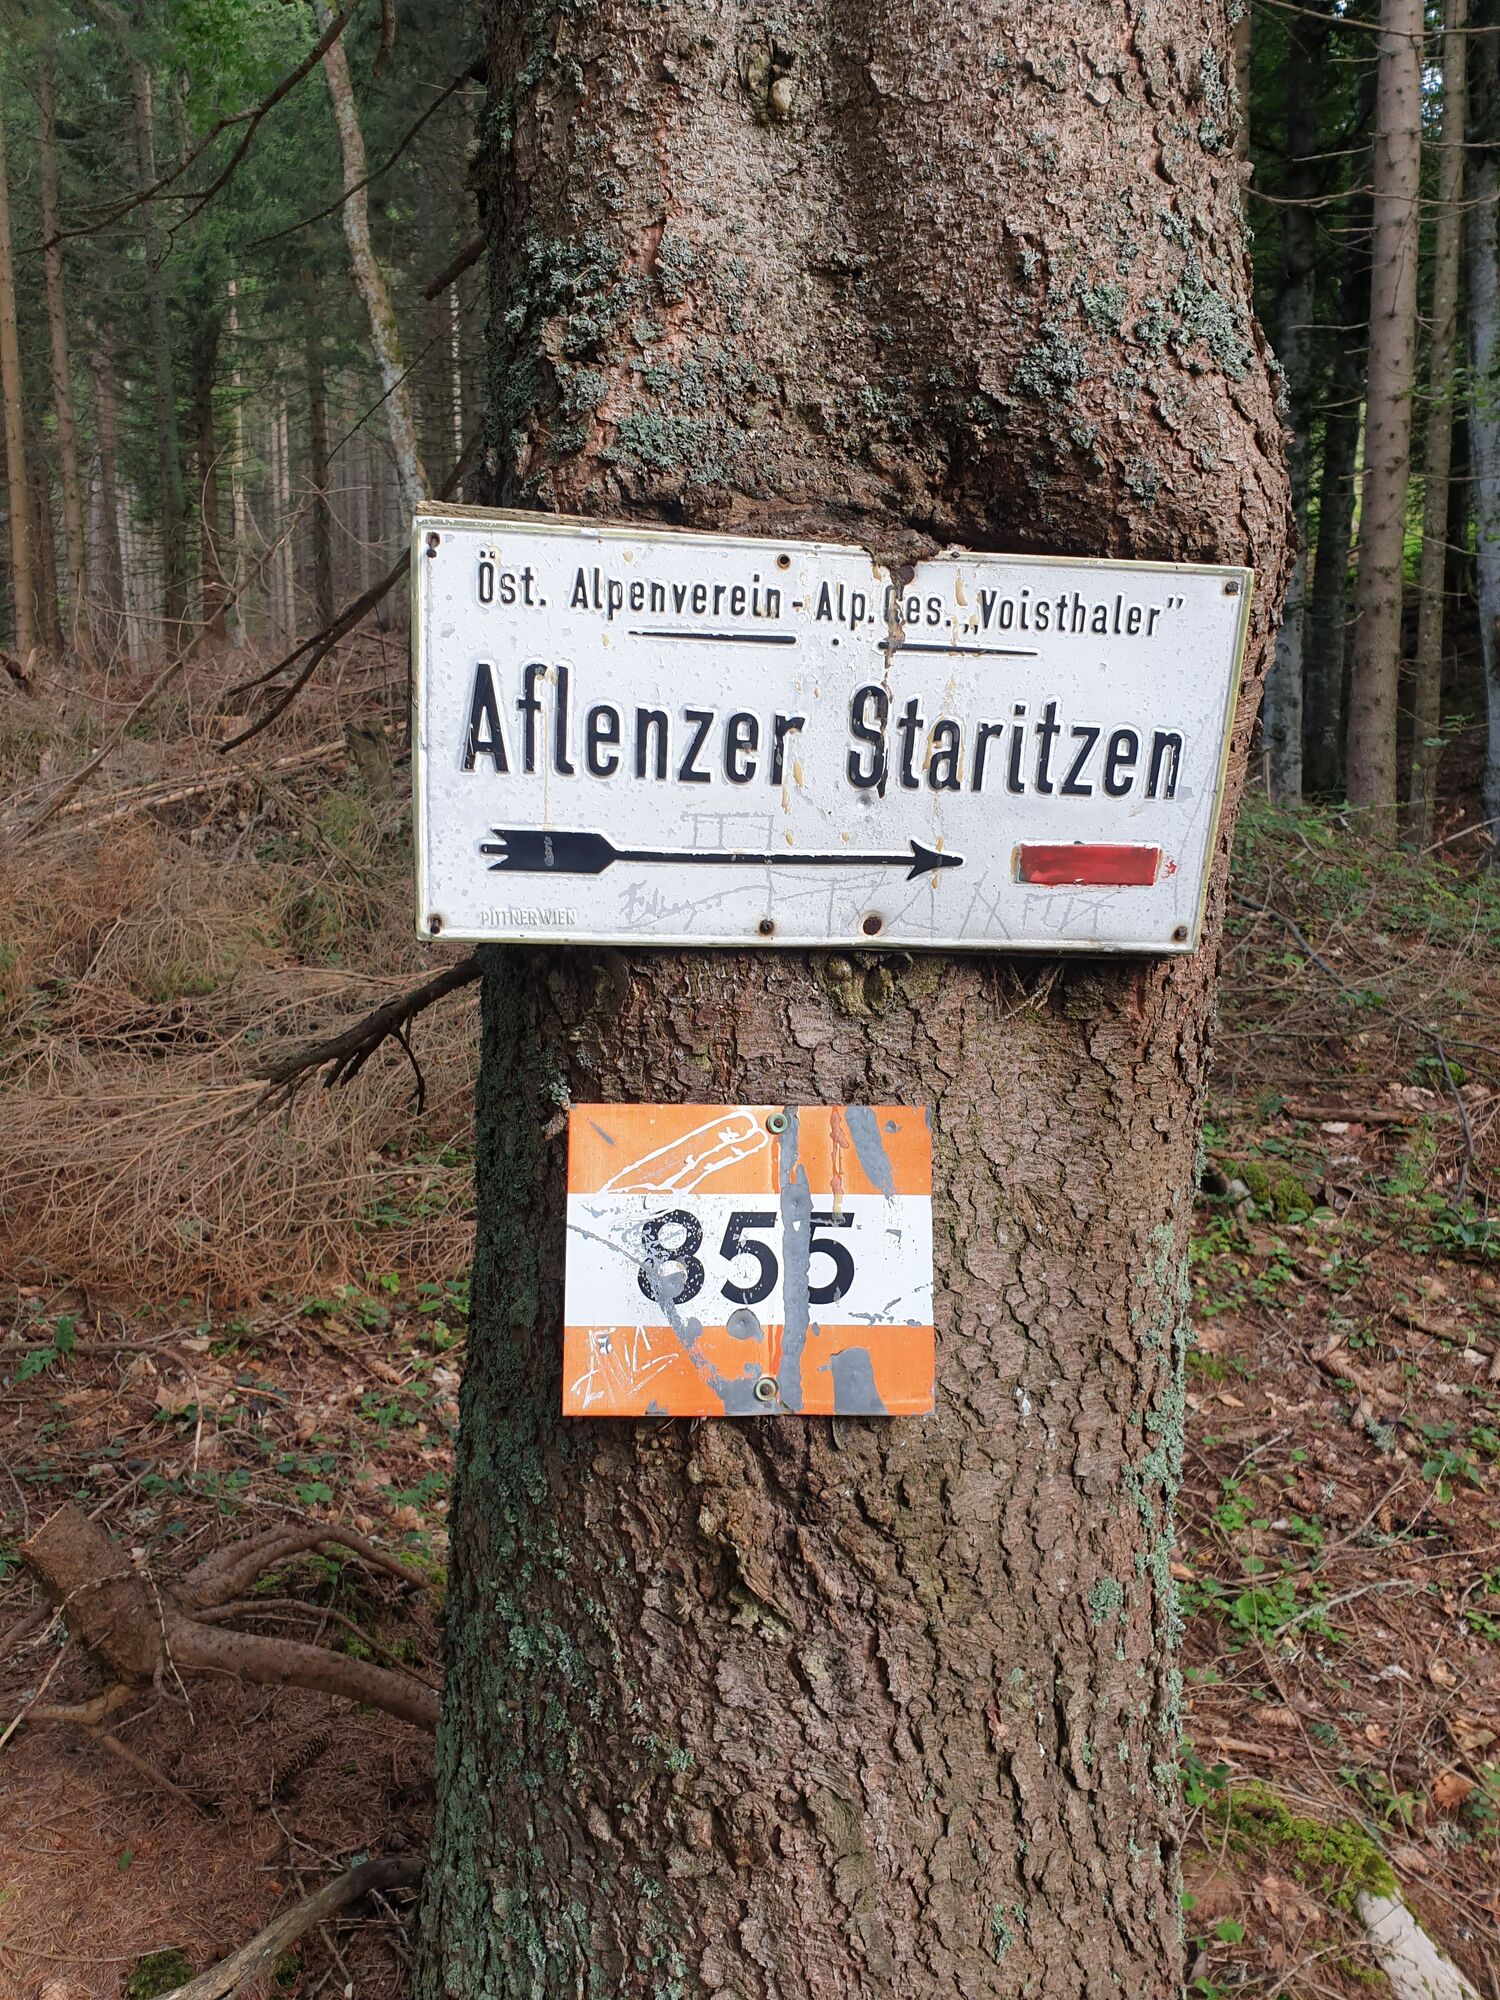 Öst. Alpenverein - Alp. Ges. „Voisthaler”
Aflenzer Staritzen
PITTNER WIEN
855